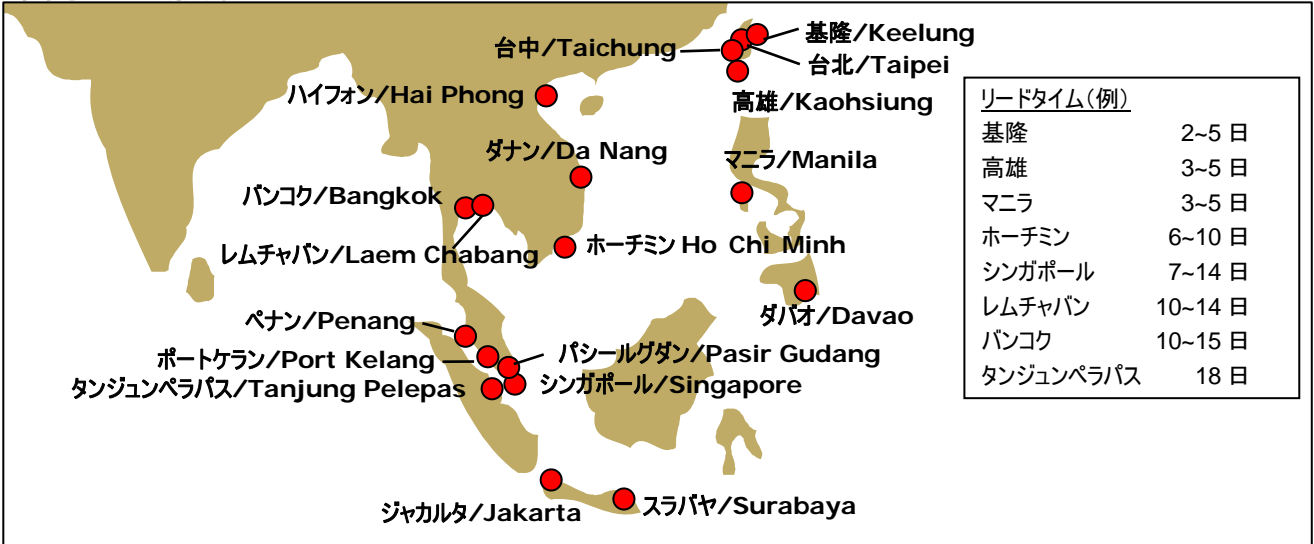 基隆/Keelung
台中/Taichung
台北/Taipei
高雄/Kaohsiung
ハイフォン/Hai Phong
ダナン/Da Nang
マニラ/Manila
バンコク/Bangkok
レムチャバン/Laem Chabang
ホーチミン Ho Chi Minh
ダバオ/Davao
ペナン/Penang
ポートケラン/Port Kelang
パシールグダン/Pasir Gudang
タンジュンペラパス/Tanjung Pelepas
シンガポール/Singapore
ジャカルタ/Jakarta
スラバヤ/Surabaya
リードタイム(例)
基隆 2~5 日
高雄 3~5 日
マニラ 3~5 日
ホーチミン 6~10 日
シンガポール 7~14 日
レムチャバン 10~14 日
バンコク 10~15 日
タンジュンペラパス 18 日